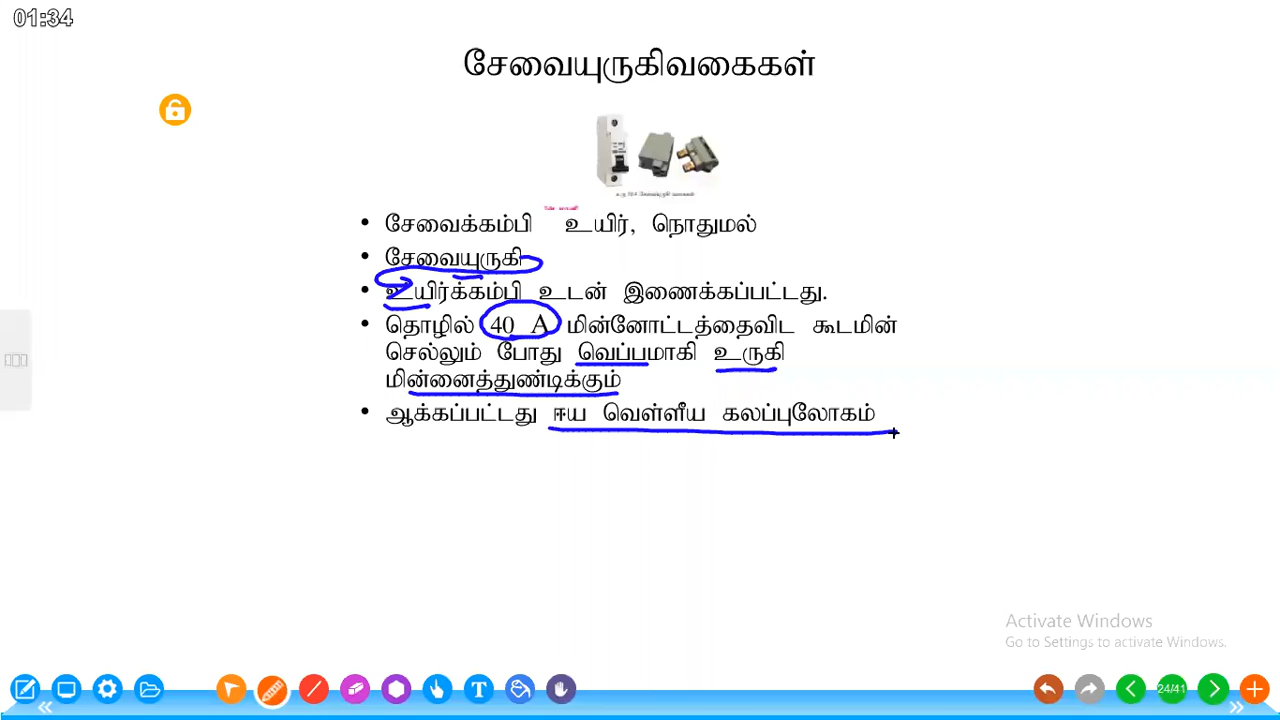 01:34
சேவையுருகிவகைகள்
• சேவைக்கம்பி உயிர், நொதுமல்
• சேவையுருகி
• உயிர்க்கம்பி உடன் இணைக்கப்பட்டது.
• தொழில் 40 A மின்னோட்டத்தைவிட கூடமின்
செல்லும் போது வெப்பமாகி உருகி
மின்னைத்துண்டிக்கும்
• ஆக்கப்பட்டது ஈய வெள்ளீய கலப்புலோகம்
Activate Windows
Go to Settings to activate Windows.
24/41